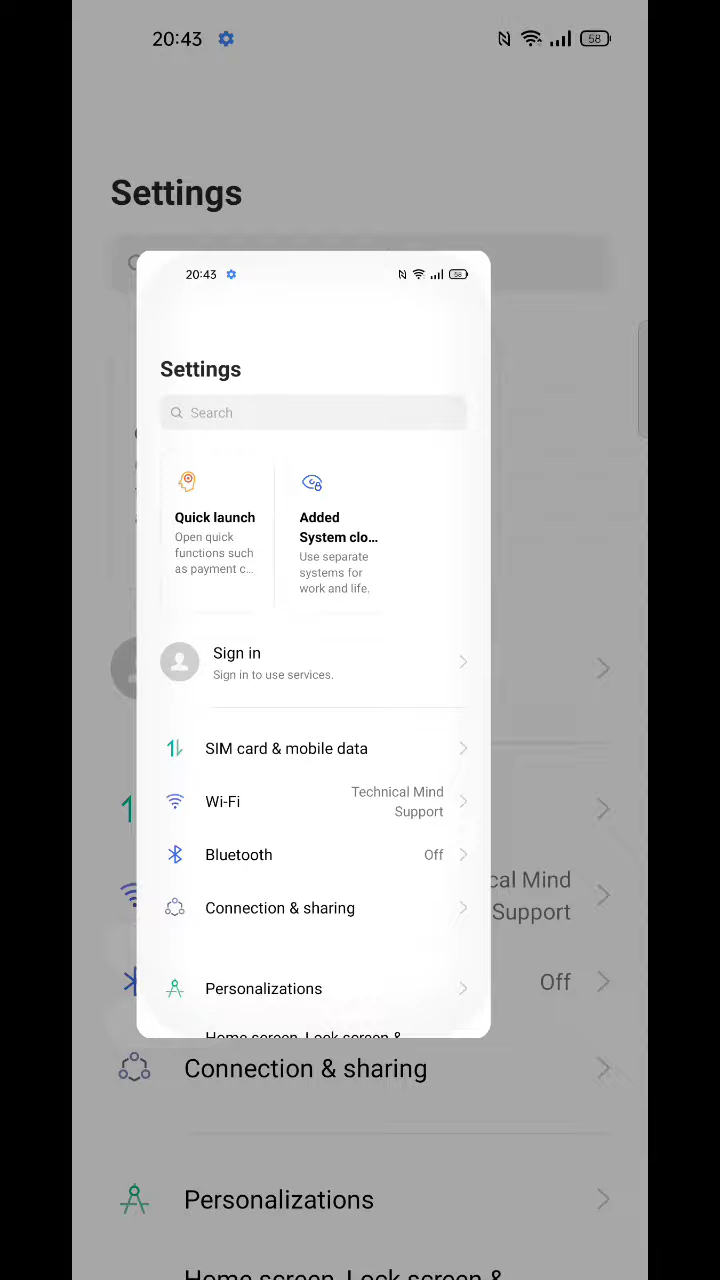 20:43
58
Settings
20:43
58
Settings
Search
Quick launch
Open quick
functions such
as payment c...
Added
System clo...
Use separate
systems for
work and life.
Sign in
Sign in to use services.
SIM card & mobile data
Wi-Fi
Technical Mind
Support
Bluetooth
Off
Connection & sharing
Personalizations
Home screen, Lock screen &
cal Mind
Support
Off
Connection & sharing
Personalizations
Home screen, Lock screen &